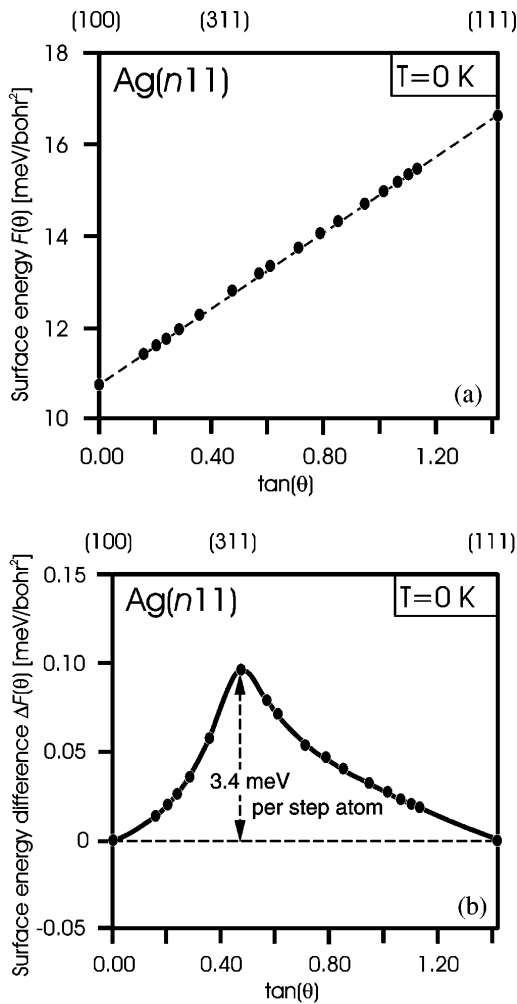 (100) (311) (111)
18
Ag(n11) T=0 K
16
14
12
10
Surface energy F(θ) [meV/bohr²]
(a)
0.00 0.40 0.80 1.20
tan(θ)
(100) (311) (111)
0.15
Ag(n11) T=0 K
0.10
0.05
3.4 meV
per step atom
0
-0.05
Surface energy difference ΔF(θ) [meV/bohr²]
(b)
0.00 0.40 0.80 1.20
tan(θ)